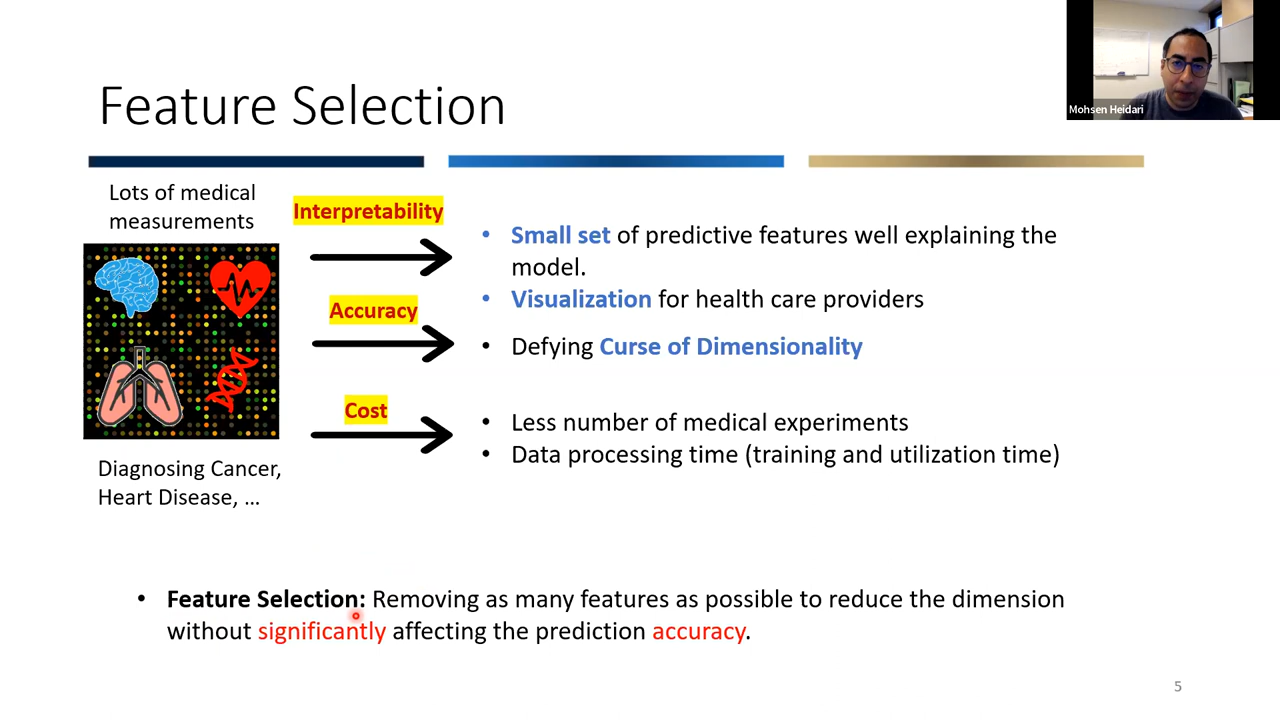 Mohsen Heidari
Feature Selection
Lots of medical
measurements
Diagnosing Cancer,
Heart Disease, …
Interpretability
• Small set of predictive features well explaining the
model.
• Visualization for health care providers
Accuracy
• Defying Curse of Dimensionality
Cost
• Less number of medical experiments
• Data processing time (training and utilization time)
• Feature Selection: Removing as many features as possible to reduce the dimension
without significantly affecting the prediction accuracy.
5